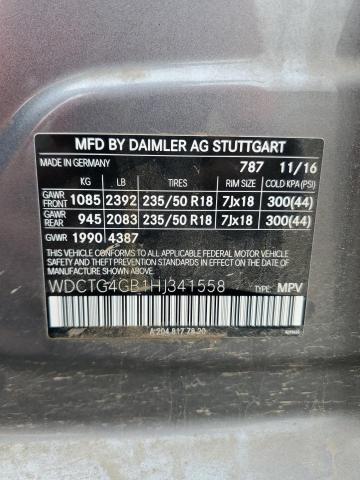 MFD BY DAIMLER AG STUTTGART
MADE IN GERMANY 787 11/16
KG LB TIRES RIM SIZE COLD KPA (PSI)
GAWR FRONT 1085 2392 235/50 R18 7Jx18 300(44)
GAWR REAR 945 2083 235/50 R18 7Jx18 300(44)
GVWR 1990 4387
THIS VEHICLE CONFORMS TO ALL APPLICABLE FEDERAL MOTOR VEHICLE
SAFETY AND THEFT PREVENTION STANDARDS IN EFFECT ON THE DATE OF
MANUFACTURE SHOWN ABOVE.
WDCTG4GB1HJ341558 TYPE: MPV
A 204 817 78 20